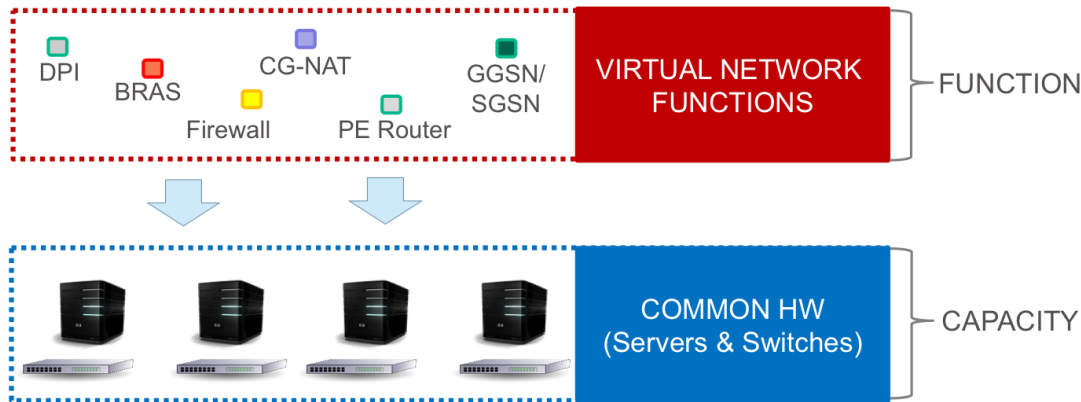 DPI
BRAS
CG-NAT
Firewall
PE Router
GGSN/
SGSN
VIRTUAL NETWORK
FUNCTIONS
FUNCTION
COMMON HW
(Servers & Switches)
CAPACITY